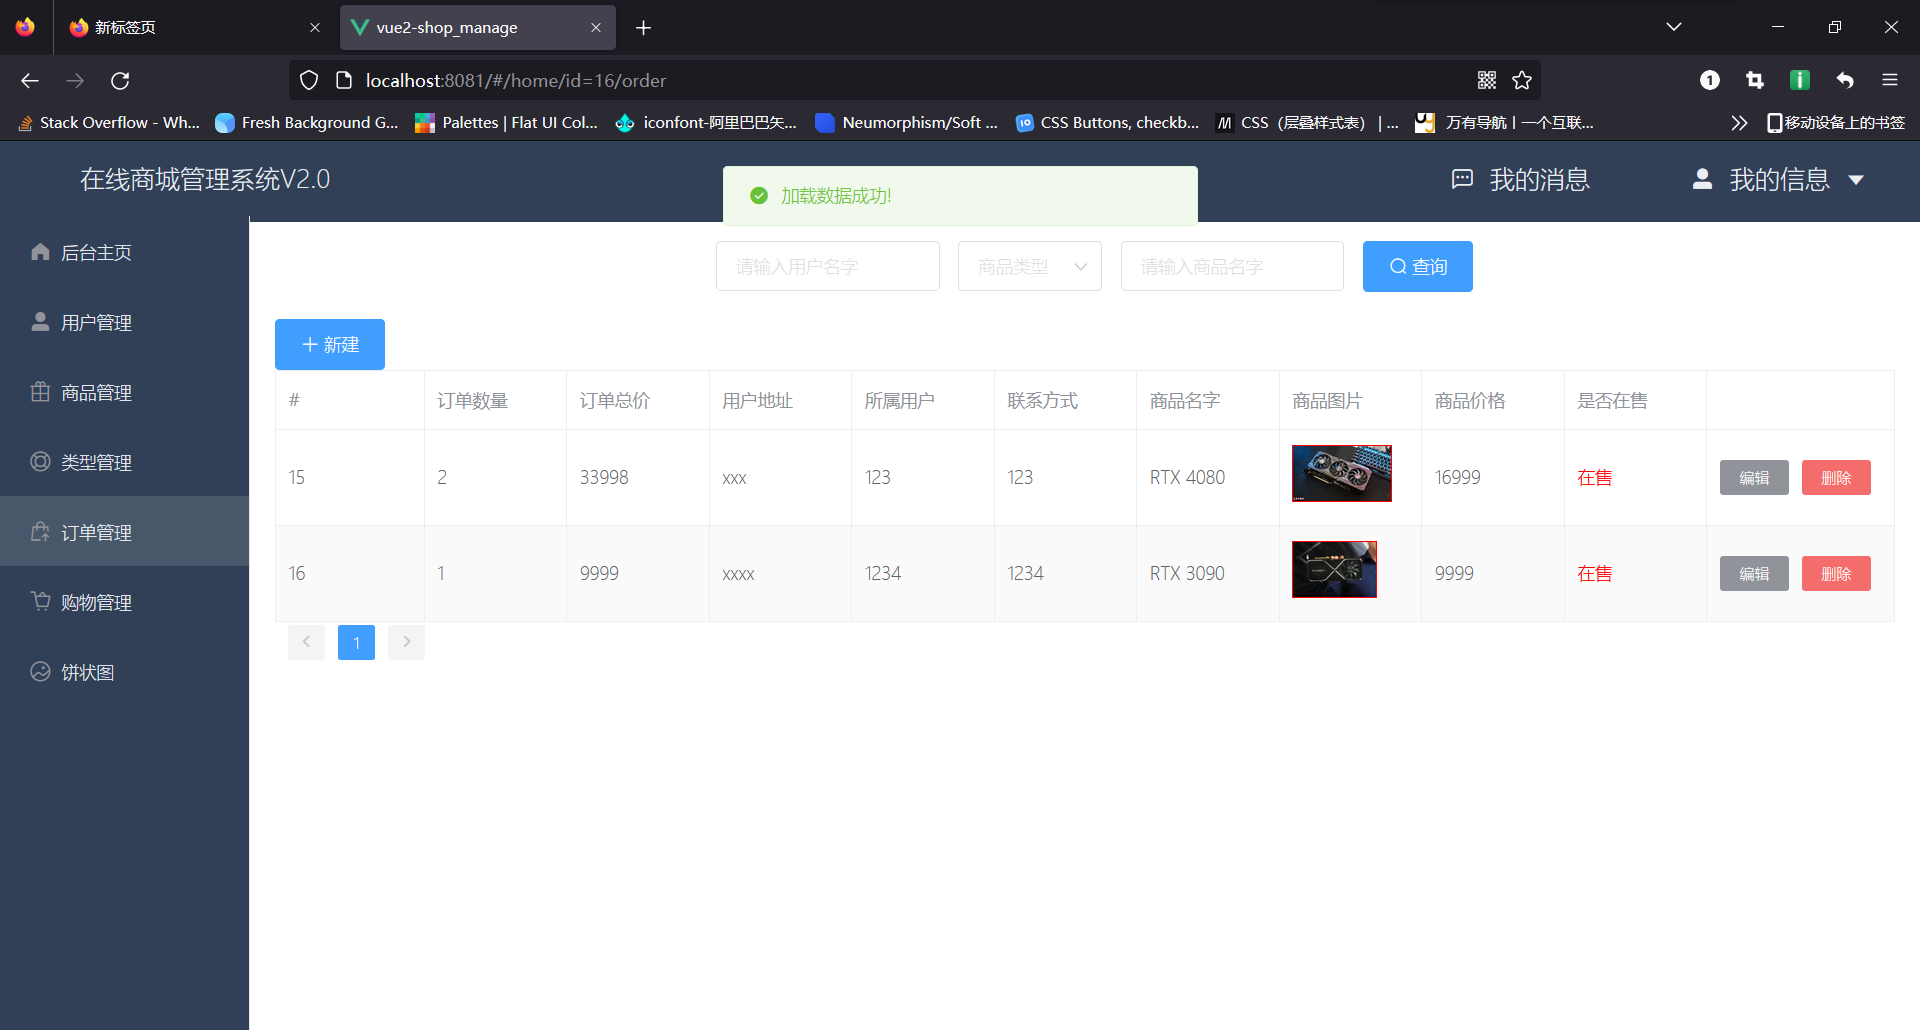 新标签页
vue2-shop_manage
localhost:8081/#/home/id=16/order
Stack Overflow - Wh... Fresh Background G... Palettes | Flat UI Col... iconfont-阿里巴巴矢... Neumorphism/Soft ... CSS Buttons, checkb... CSS（层叠样式表） | ... 万有导航丨一个互联... 移动设备上的书签
在线商城管理系统V2.0
加载数据成功!
我的消息
我的信息
后台主页
用户管理
商品管理
类型管理
订单管理
购物管理
饼状图
请输入用户名字 商品类型 请输入商品名字 查询
新建
# 订单数量 订单总价 用户地址 所属用户 联系方式 商品名字 商品图片 商品价格 是否在售
15 2 33998 xxx 123 123 RTX 4080 16999 在售 编辑 删除
16 1 9999 xxxx 1234 1234 RTX 3090 9999 在售 编辑 删除
1